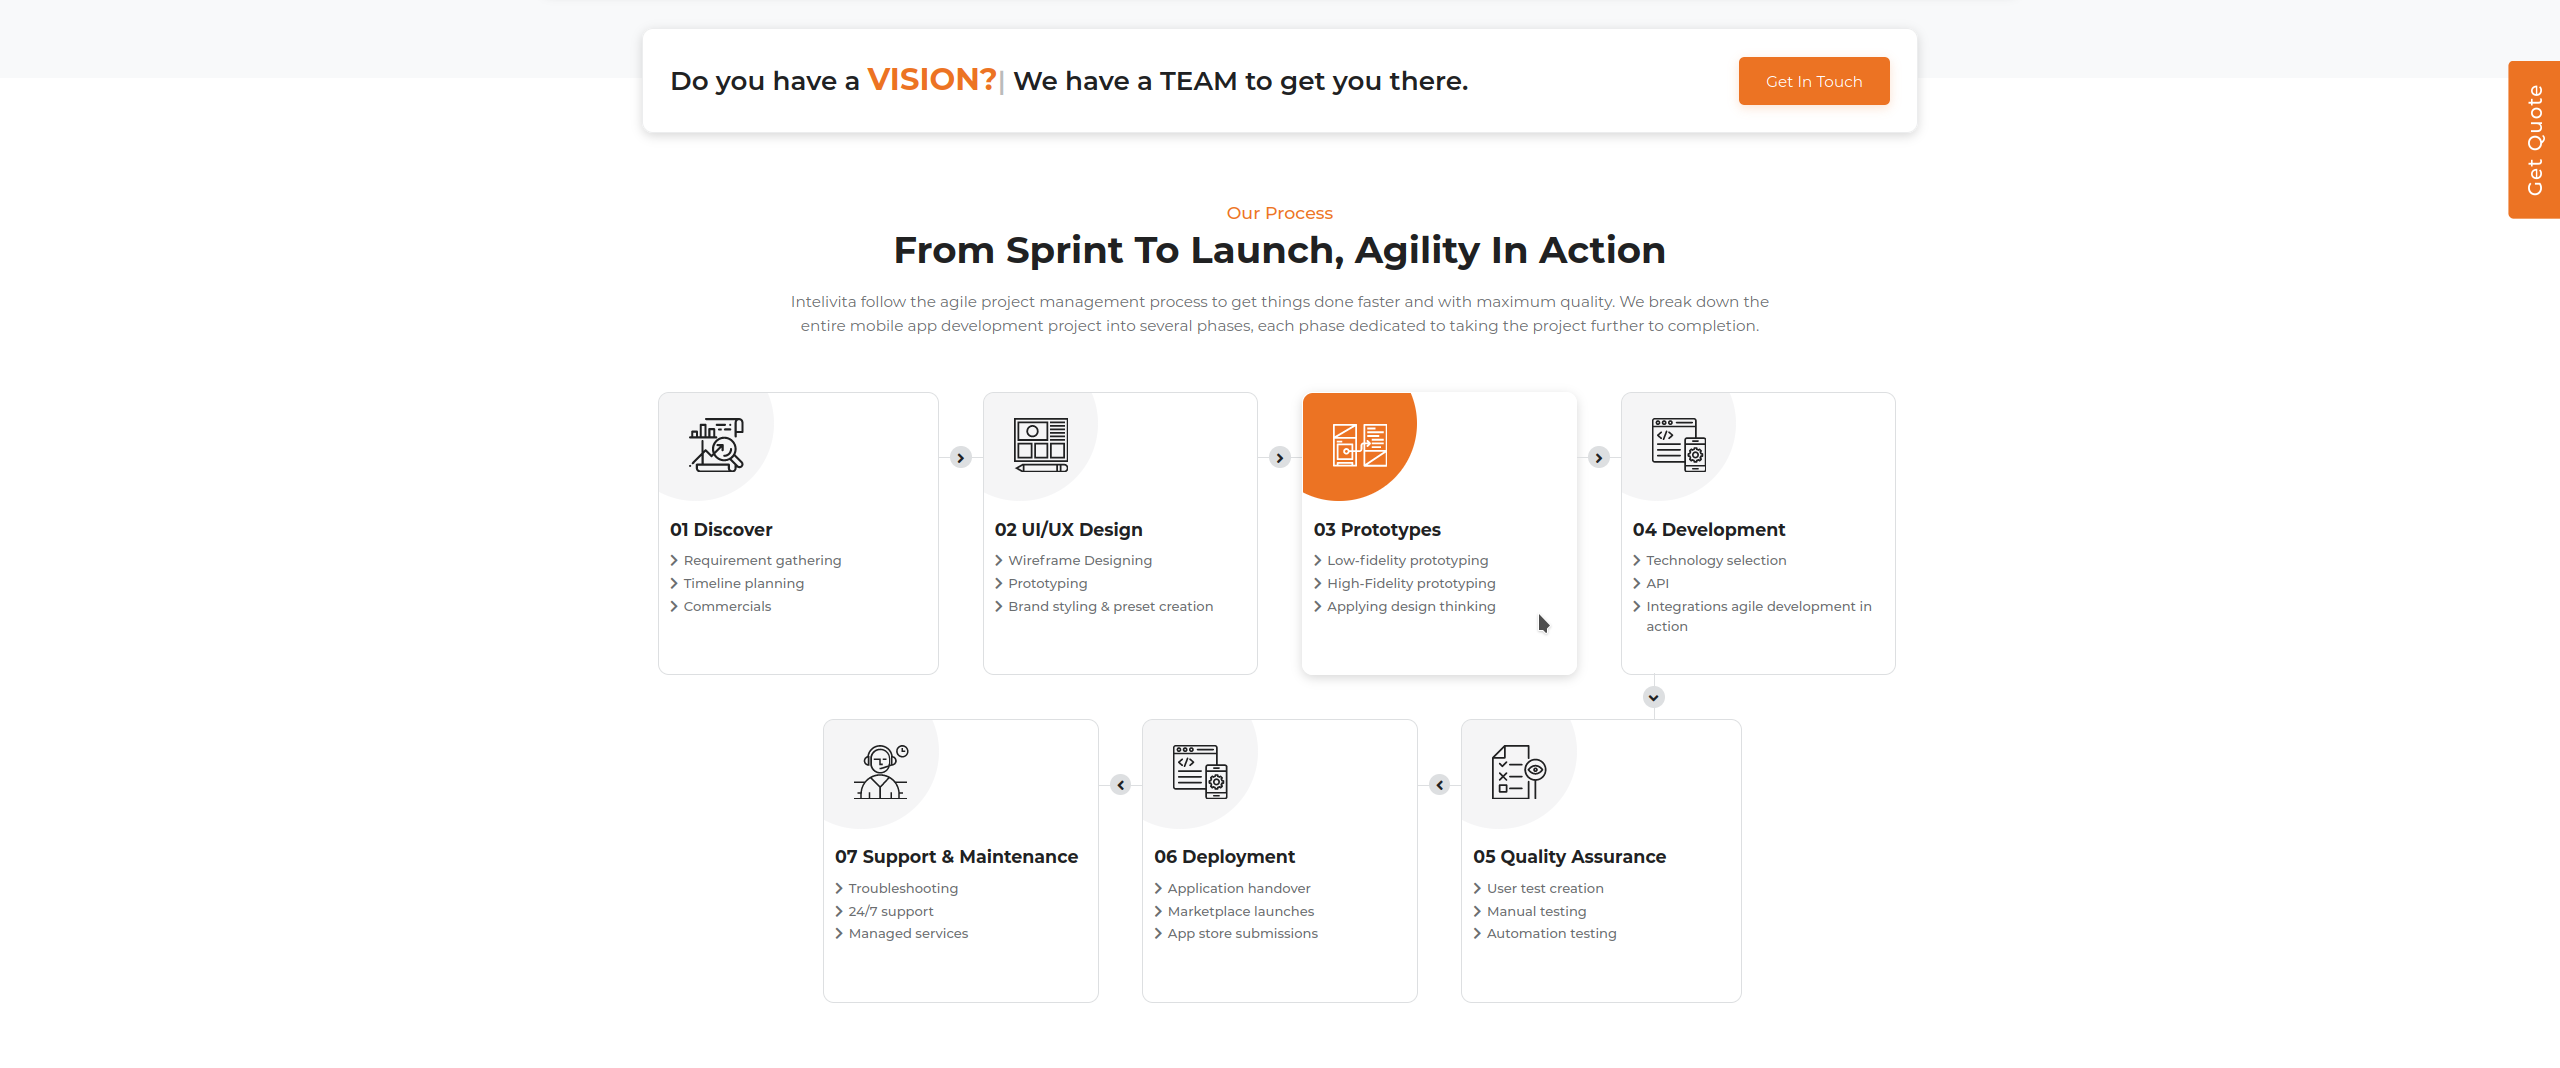 Do you have a VISION?| We have a TEAM to get you there.
Get In Touch
Get Quote
Our Process
From Sprint To Launch, Agility In Action
Intelivita follow the agile project management process to get things done faster and with maximum quality. We break down the
entire mobile app development project into several phases, each phase dedicated to taking the project further to completion.
01 Discover
Requirement gathering
Timeline planning
Commercials
02 UI/UX Design
Wireframe Designing
Prototyping
Brand styling & preset creation
03 Prototypes
Low-fidelity prototyping
High-Fidelity prototyping
Applying design thinking
04 Development
Technology selection
API
Integrations agile development in
action
07 Support & Maintenance
Troubleshooting
24/7 support
Managed services
06 Deployment
Application handover
Marketplace launches
App store submissions
05 Quality Assurance
User test creation
Manual testing
Automation testing